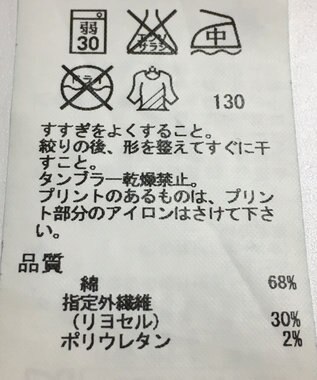 弱
30
エンソ
サラシ
中
ドライ
130
すすぎをよくすること。
絞りの後、形を整えてすぐに干
すこと。
タンブラー乾燥禁止。
プリントのあるものは、プリン
ト部分のアイロンはさけて下さ
い。
品質
綿 68%
指定外繊維
（リヨセル） 30%
ポリウレタン 2%